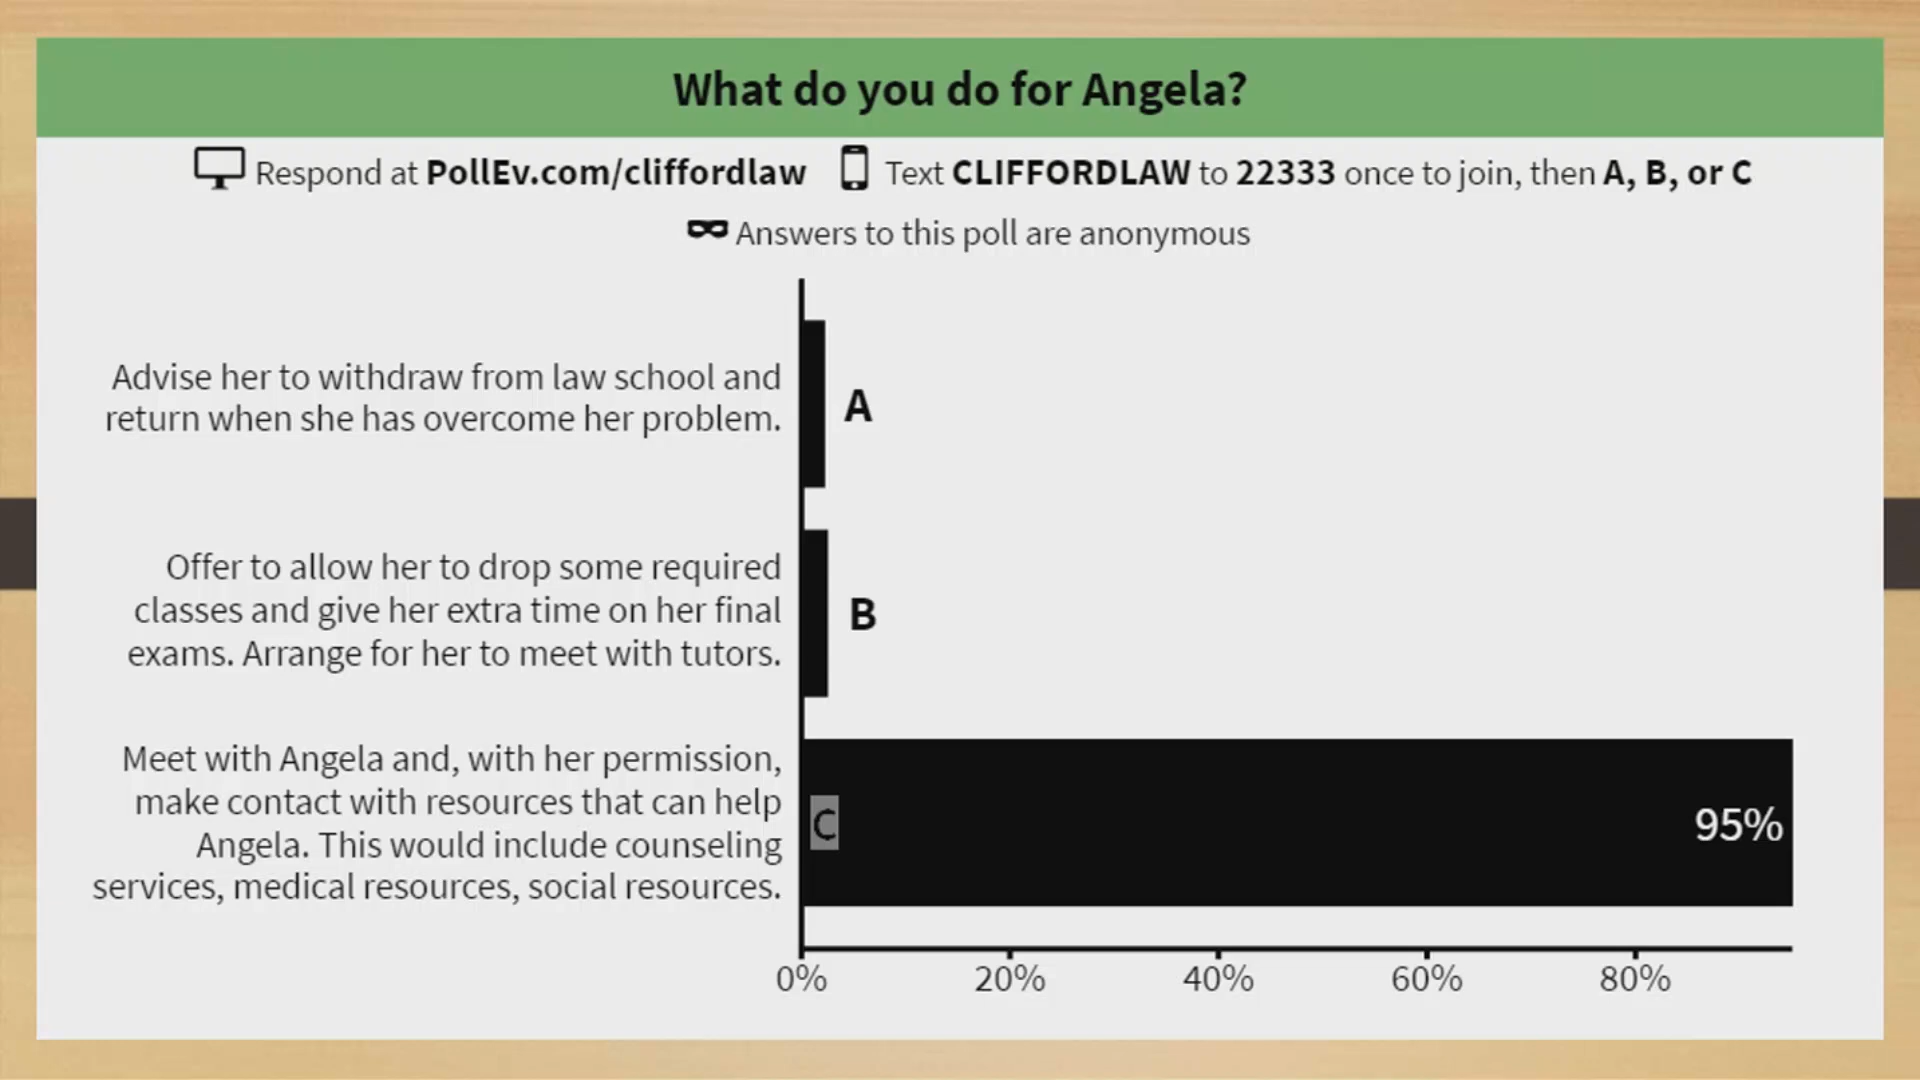 What do you do for Angela?
Respond at PollEv.com/cliffordlaw Text CLIFFORDLAW to 22333 once to join, then A, B, or C
Answers to this poll are anonymous
Advise her to withdraw from law school and
return when she has overcome her problem.
A
Offer to allow her to drop some required
classes and give her extra time on her final
exams. Arrange for her to meet with tutors.
B
Meet with Angela and, with her permission,
make contact with resources that can help
Angela. This would include counseling
services, medical resources, social resources.
C
95%
0% 20% 40% 60% 80%